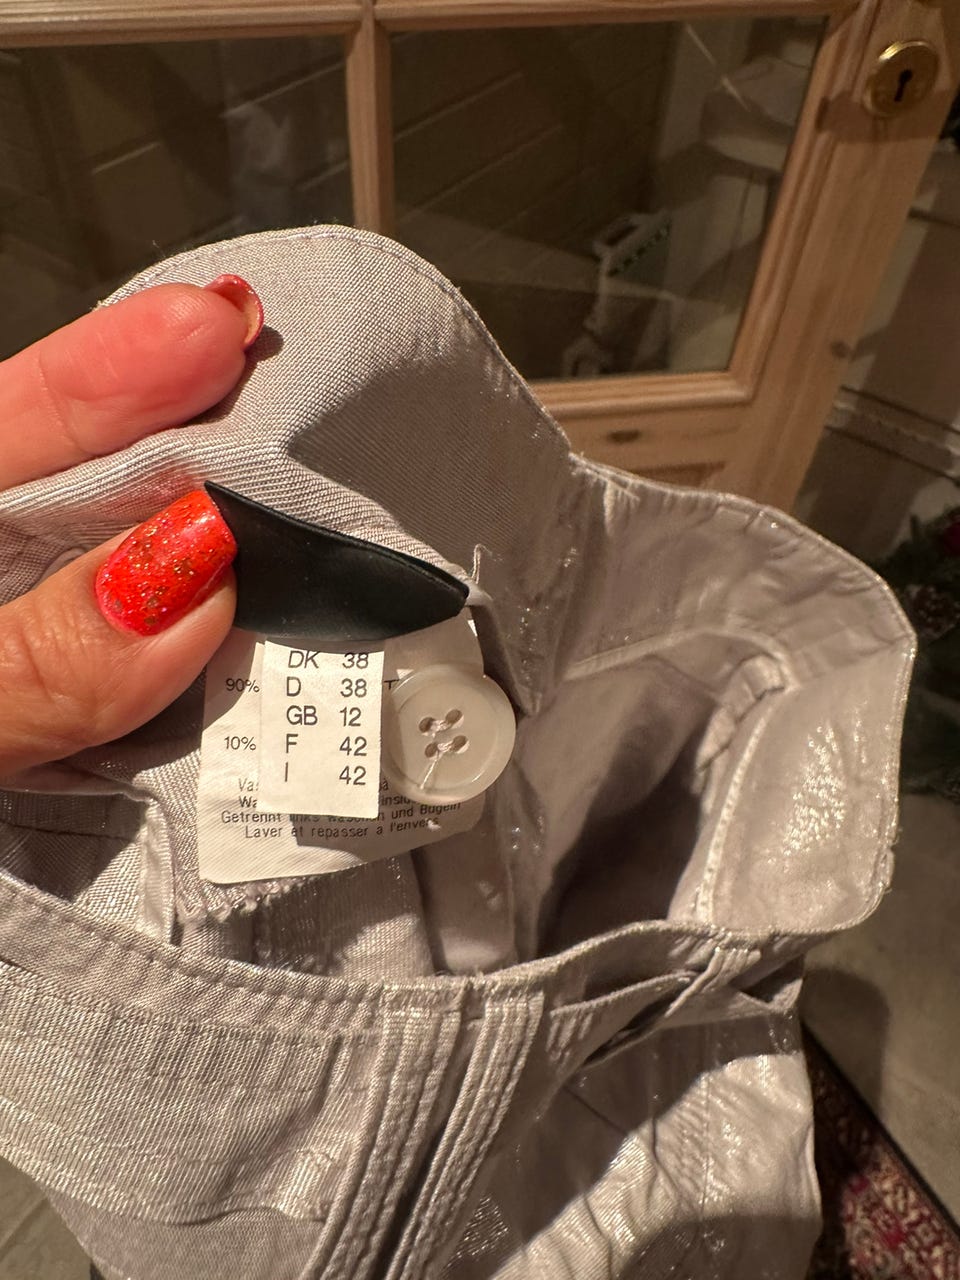 DK 38
90% D 38
GB 12
10% F 42
I 42
Getrennt links waschen und Bügeln
Laver et repasser a l'envers